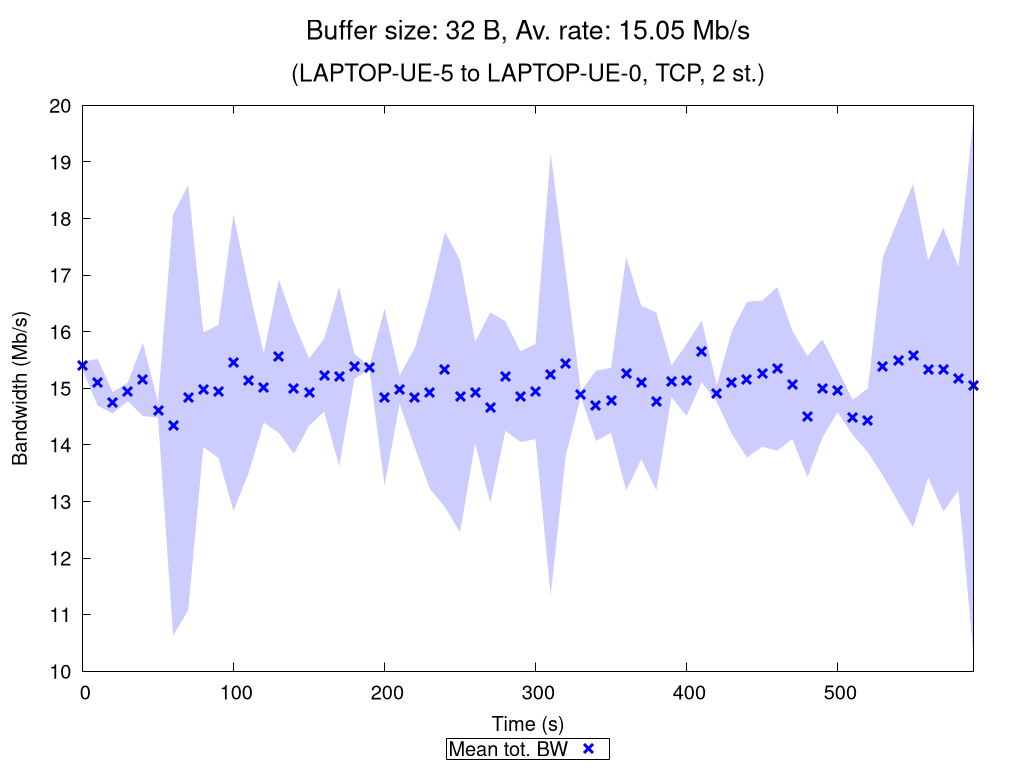 Buffer size: 32 B, Av. rate: 15.05 Mb/s
(LAPTOP-UE-5 to LAPTOP-UE-0, TCP, 2 st.)
20
19
18
17
16
15
14
13
12
11
10
Bandwidth (Mb/s)
0 100 200 300 400 500
Time (s)
Mean tot. BW